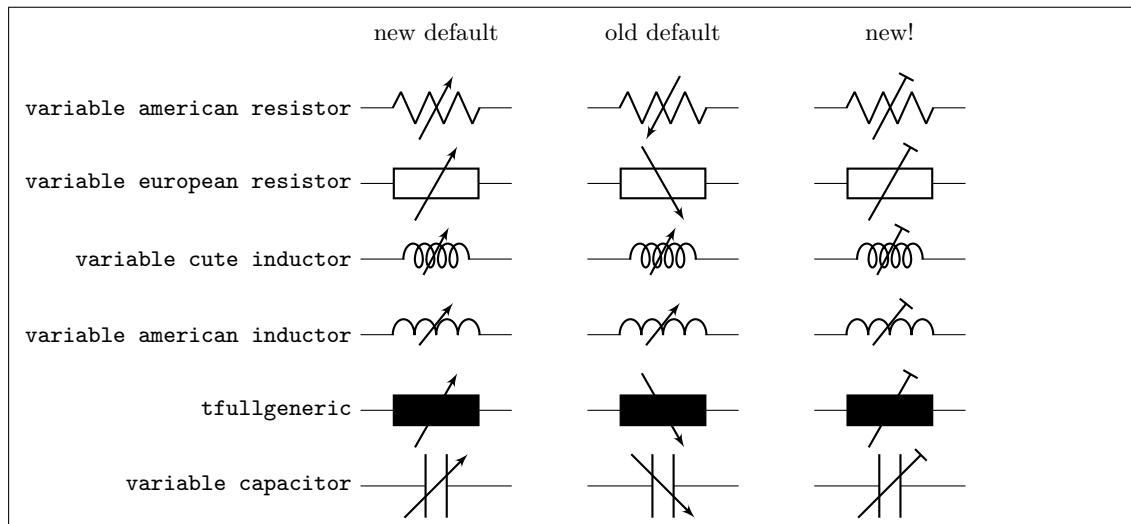 new default old default new!
variable american resistor
variable european resistor
variable cute inductor
variable american inductor
tfullgeneric
variable capacitor